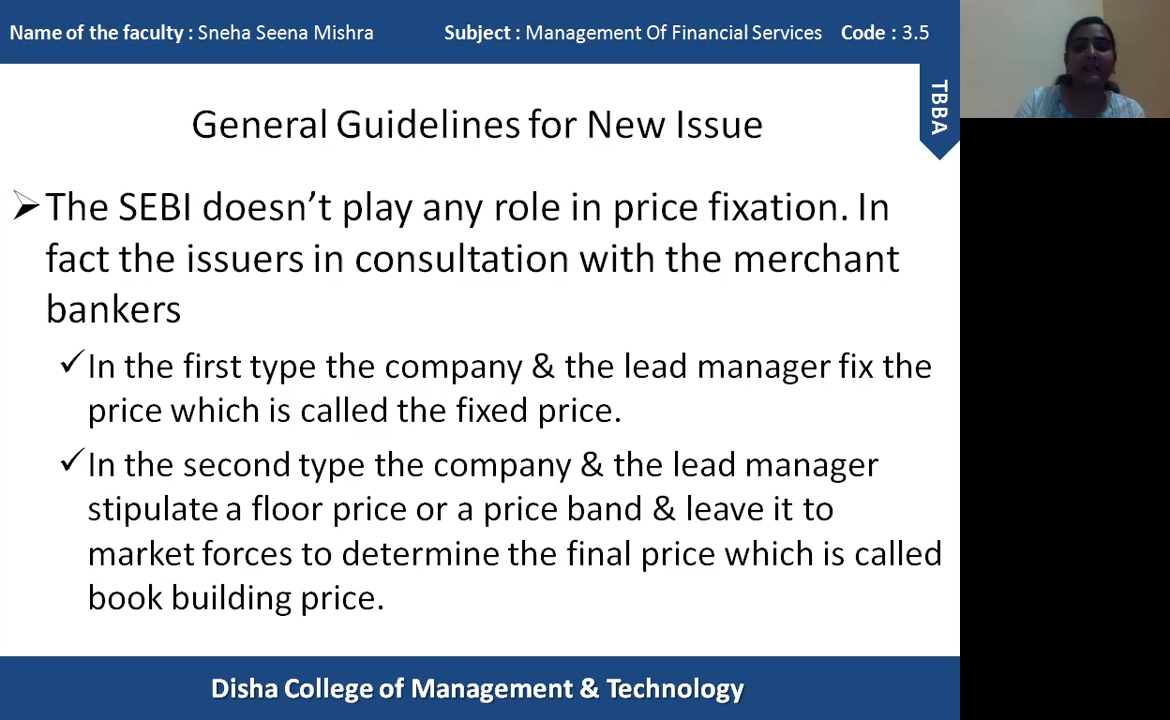 Name of the faculty : Sneha Seena Mishra Subject : Management Of Financial Services Code : 3.5
TBBA
General Guidelines for New Issue
The SEBI doesn’t play any role in price fixation. In
fact the issuers in consultation with the merchant
bankers
In the first type the company & the lead manager fix the
price which is called the fixed price.
In the second type the company & the lead manager
stipulate a floor price or a price band & leave it to
market forces to determine the final price which is called
book building price.
Disha College of Management & Technology